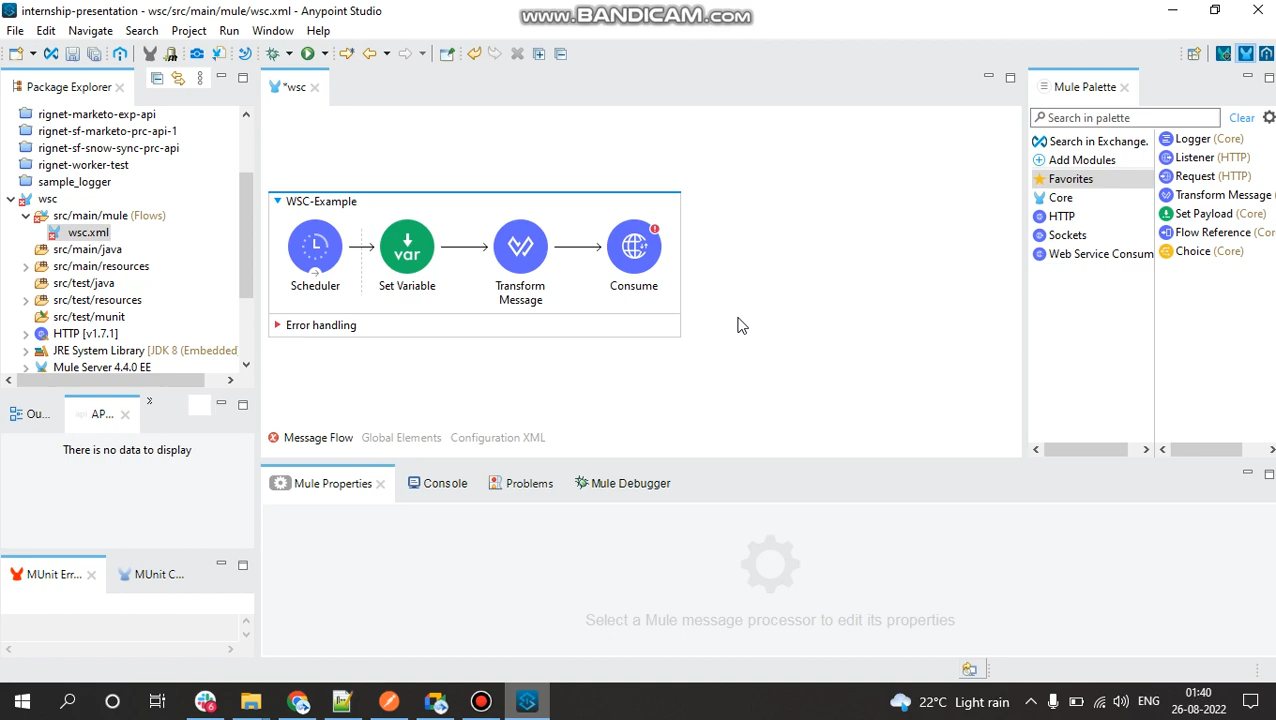 internship-presentation - wsc/src/main/mule/wsc.xml - Anypoint Studio
www.BANDICAM.com
File Edit Navigate Search Project Run Window Help
Package Explorer
rignet-marketo-exp-api
rignet-sf-marketo-prc-api-1
rignet-sf-snow-sync-prc-api
rignet-worker-test
sample_logger
wsc
src/main/mule (Flows)
wsc.xml
src/main/java
src/main/resources
src/test/java
src/test/resources
src/test/munit
HTTP [v1.7.1]
JRE System Library [JDK 8 (Embedded)
Mule Server 4.4.0 EE
Ou... AP... »
There is no data to display
MUnit Err... MUnit C...
*wsc
WSC-Example
var
Scheduler Set Variable Transform Message Consume
Error handling
Message Flow Global Elements Configuration XML
Mule Properties Console Problems Mule Debugger
Select a Mule message processor to edit its properties
Mule Palette
Search in palette Clear
Search in Exchange.
Add Modules
Favorites
Core
HTTP
Sockets
Web Service Consum
Logger (Core)
Listener (HTTP)
Request (HTTP)
Transform Message
Set Payload (Core)
Flow Reference (Cor
Choice (Core)
22°C Light rain ENG 01:40
26-08-2022